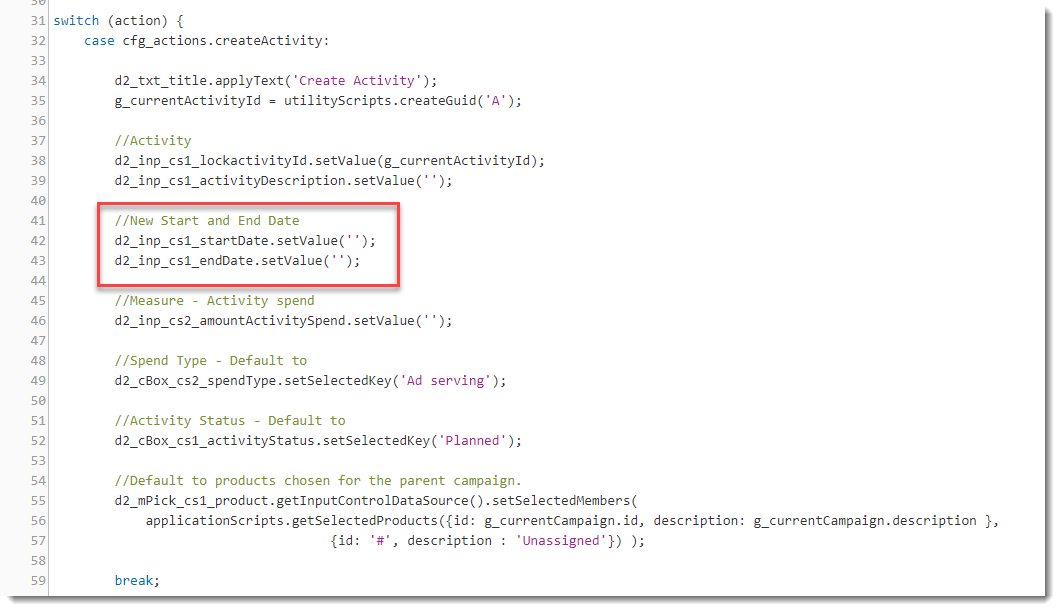 30
31 switch (action) {
32 case cfg_actions.createActivity:
33
34 d2_txt_title.applyText('Create Activity');
35 g_currentActivityId = utilityScripts.createGuid('A');
36
37 //Activity
38 d2_inp_cs1_lockactivityId.setValue(g_currentActivityId);
39 d2_inp_cs1_activityDescription.setValue('');
40
41 //New Start and End Date
42 d2_inp_cs1_startDate.setValue('');
43 d2_inp_cs1_endDate.setValue('');
44
45 //Measure - Activity spend
46 d2_inp_cs2_amountActivitySpend.setValue('');
47
48 //Spend Type - Default to
49 d2_cBox_cs2_spendType.setSelectedKey('Ad serving');
50
51 //Activity Status - Default to
52 d2_cBox_cs1_activityStatus.setSelectedKey('Planned');
53
54 //Default to products chosen for the parent campaign.
55 d2_mPick_cs1_product.getInputControlDataSource().setSelectedMembers(
56 applicationScripts.getSelectedProducts({id: g_currentCampaign.id, description: g_currentCampaign.description },
57 {id: '#', description : 'Unassigned'}) );
58
59 break;